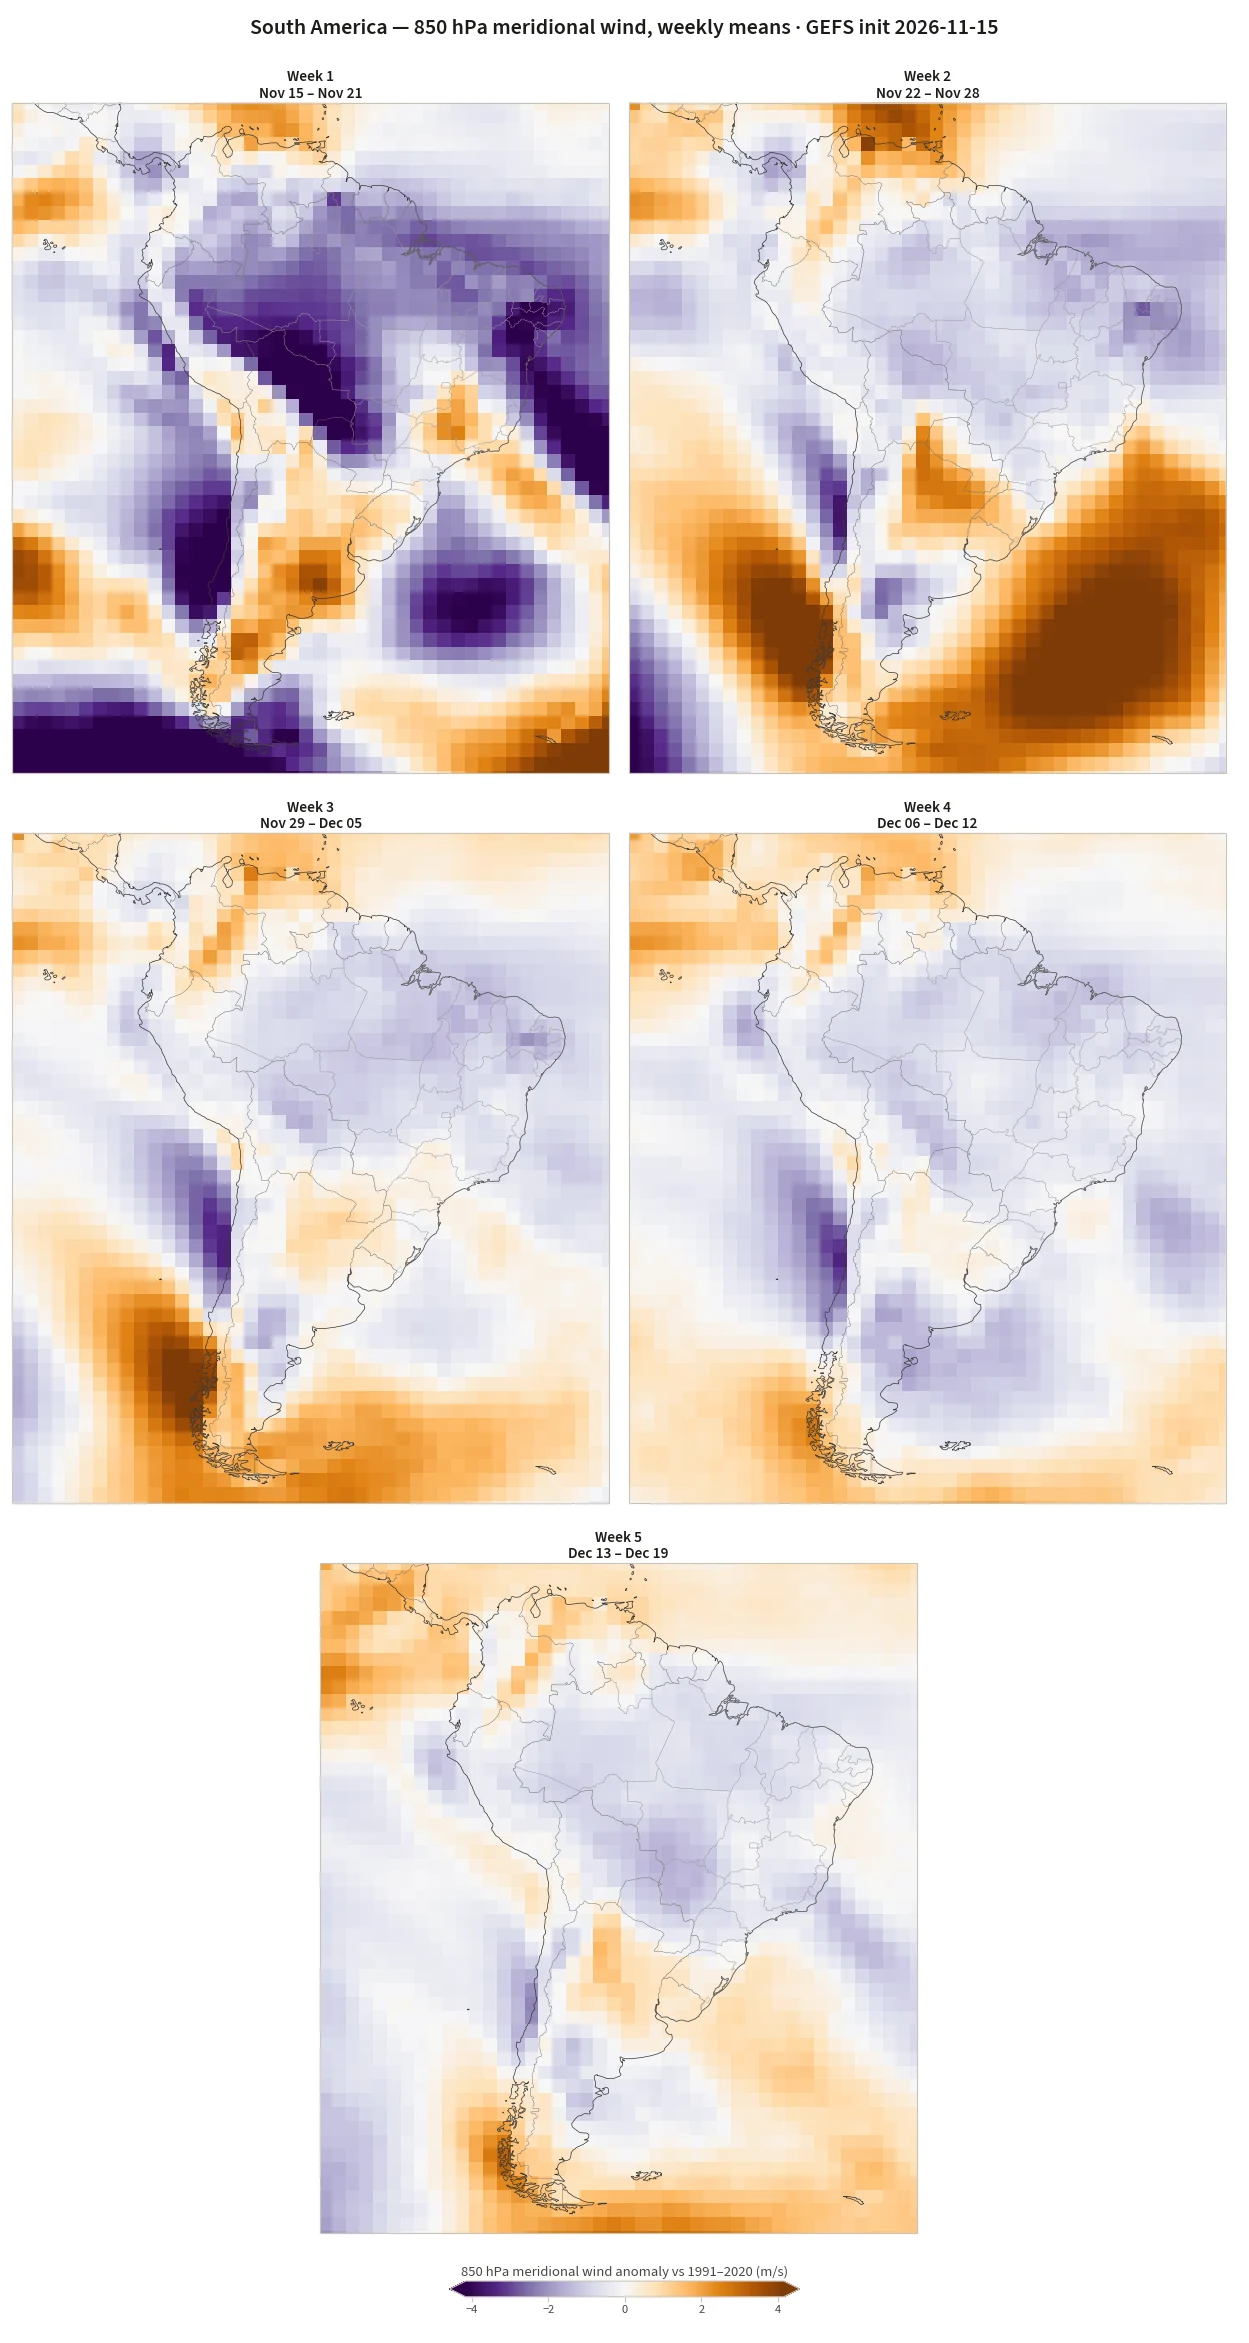 South America — 850 hPa meridional wind, weekly means · GEFS init 2026-11-15
Week 1
Nov 15 – Nov 21
Week 2
Nov 22 – Nov 28
Week 3
Nov 29 – Dec 05
Week 4
Dec 06 – Dec 12
Week 5
Dec 13 – Dec 19
850 hPa meridional wind anomaly vs 1991–2020 (m/s)
−4 −2 0 2 4